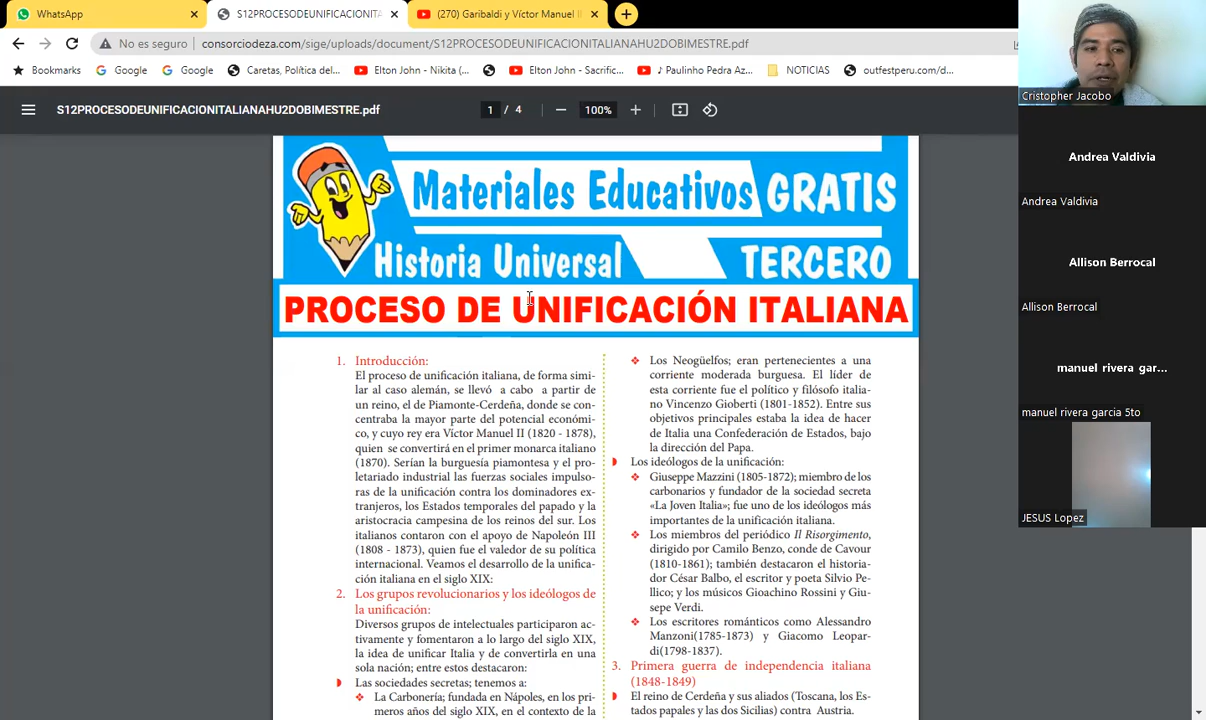 WhatsApp
S12PROCESODEUNIFICACIONITA
(270) Garibaldi y Víctor Manuel I
No es seguro
consorciodeza.com/sige/uploads/document/S12PROCESODEUNIFICACIONITALIANAHU2DOBIMESTRE.pdf
Bookmarks
Google
Google
Caretas, Política del...
Elton John - Nikita (...
Elton John - Sacrific...
♪ Paulinho Pedra Az...
NOTICIAS
outfestperu.com/d...
S12PROCESODEUNIFICACIONITALIANAHU2DOBIMESTRE.pdf
1 / 4
100%
Materiales Educativos GRATIS
Historia Universal TERCERO
PROCESO DE UNIFICACIÓN ITALIANA
1. Introducción:
El proceso de unificación italiana, de forma simi-
lar al caso alemán, se llevó a cabo a partir de
un reino, el de Piamonte-Cerdeña, donde se con-
centraba la mayor parte del potencial económi-
co, y cuyo rey era Víctor Manuel II (1820 - 1878),
quien se convertirá en el primer monarca italiano
(1870). Serían la burguesía piamontesa y el pro-
letariado industrial las fuerzas sociales impulso-
ras de la unificación contra los dominadores ex-
tranjeros, los Estados temporales del papado y la
aristocracia campesina de los reinos del sur. Los
italianos contaron con el apoyo de Napoleón III
(1808 - 1873), quien fue el valedor de su política
internacional. Veamos el desarrollo de la unifica-
ción italiana en el siglo XIX:
2. Los grupos revolucionarios y los ideólogos de
la unificación:
Diversos grupos de intelectuales participaron ac-
tivamente y fomentaron a lo largo del siglo XIX,
la idea de unificar Italia y de convertirla en una
sola nación; entre estos destacaron:
Las sociedades secretas; tenemos a:
La Carbonería; fundada en Nápoles, en los pri-
meros años del siglo XIX, en el contexto de la
Los Neogüelfos; eran pertenecientes a una
corriente moderada burguesa. El líder de
esta corriente fue el político y filósofo italia-
no Vincenzo Gioberti (1801-1852). Entre sus
objetivos principales estaba la idea de hacer
de Italia una Confederación de Estados, bajo
la dirección del Papa.
Los ideólogos de la unificación:
Giuseppe Mazzini (1805-1872); miembro de los
carbonarios y fundador de la sociedad secreta
«La Joven Italia»; fue uno de los ideólogos más
importantes de la unificación italiana.
Los miembros del periódico Il Risorgimento,
dirigido por Camilo Benzo, conde de Cavour
(1810-1861); también destacaron el historia-
dor César Balbo, el escritor y poeta Silvio Pe-
llico; y los músicos Gioachino Rossini y Giu-
sepe Verdi.
Los escritores románticos como Alessandro
Manzoni(1785-1873) y Giacomo Leopar-
di(1798-1837).
3. Primera guerra de independencia italiana
(1848-1849)
El reino de Cerdeña y sus aliados (Toscana, los Es-
tados papales y las dos Sicilias) contra Austria.
Cristopher Jacobo
Andrea Valdivia
Andrea Valdivia
Allison Berrocal
Allison Berrocal
manuel rivera gar...
manuel rivera garcia 5to
JESUS Lopez